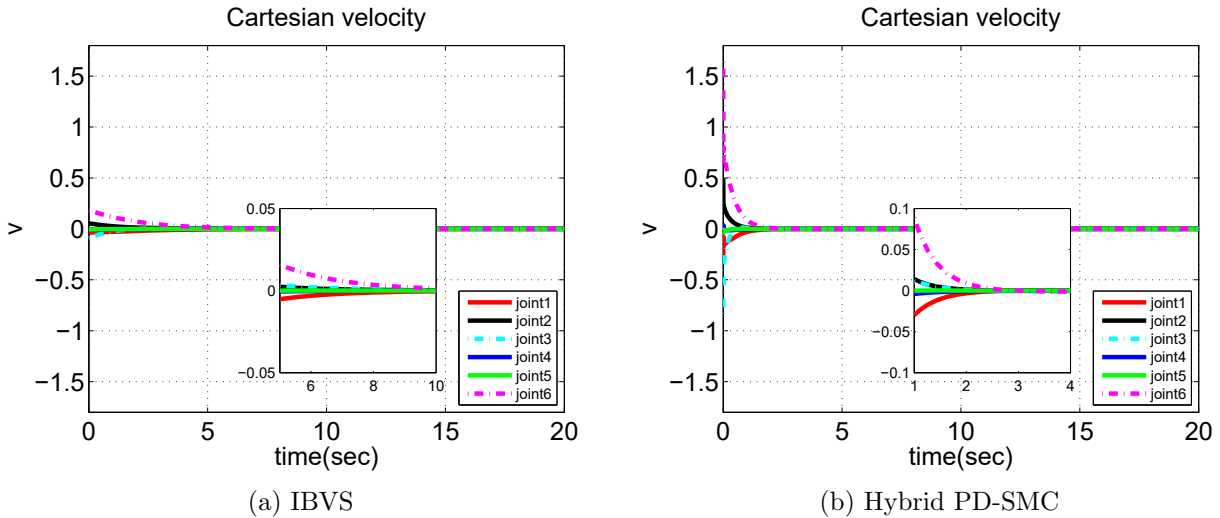 Cartesian velocity
1.5
1
0.5
0
−0.5
−1
−1.5
v
0 5 10 15 20
time(sec)
0.05
0
−0.05
6 8 10
joint1
joint2
joint3
joint4
joint5
joint6
(a) IBVS
Cartesian velocity
1.5
1
0.5
0
−0.5
−1
−1.5
v
0 5 10 15 20
time(sec)
0.1
0.05
0
−0.05
−0.1
1 2 3 4
joint1
joint2
joint3
joint4
joint5
joint6
(b) Hybrid PD-SMC